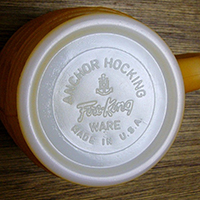 ANCHOR HOCKING
Fire-King
WARE
MADE IN U.S.A.